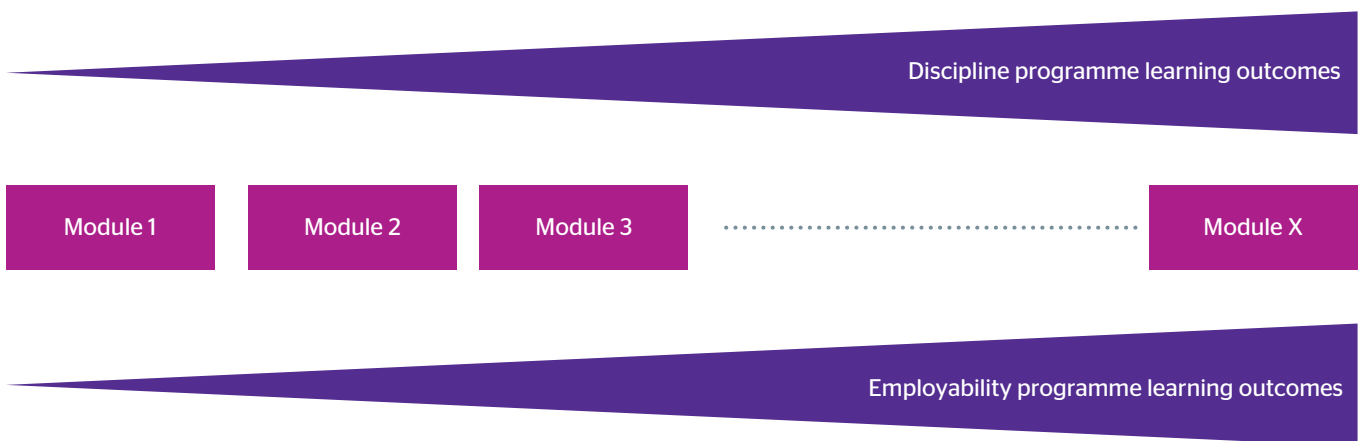 Discipline programme learning outcomes
Module 1
Module 2
Module 3
Module X
Employability programme learning outcomes